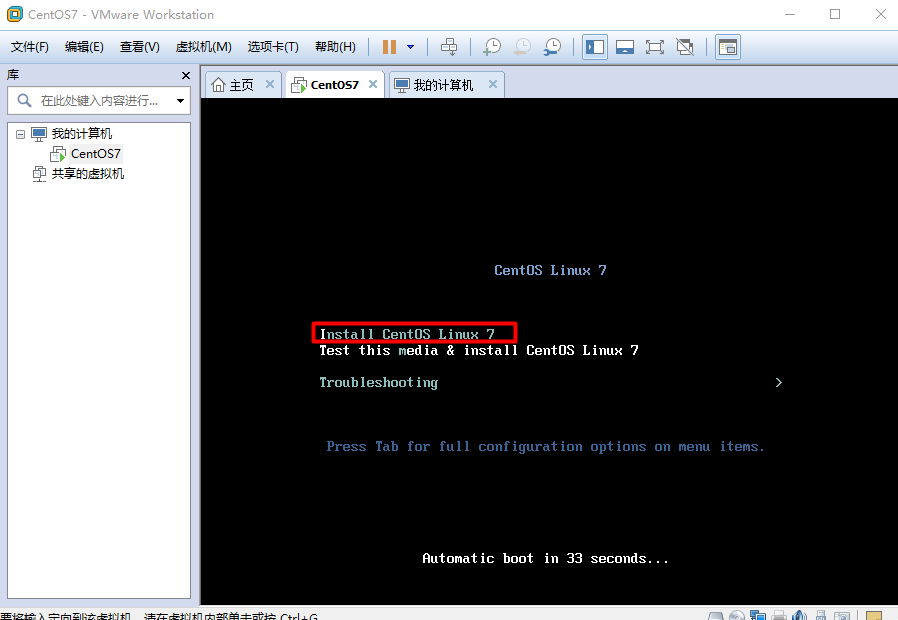 CentOS7 - VMware Workstation
文件(F) 编辑(E) 查看(V) 虚拟机(M) 选项卡(T) 帮助(H)
库
在此处键入内容进行...
我的计算机
CentOS7
共享的虚拟机
主页 CentOS7 我的计算机
CentOS Linux 7
Install CentOS Linux 7
Test this media & install CentOS Linux 7
Troubleshooting >
Press Tab for full configuration options on menu items.
Automatic boot in 33 seconds...
要将输入定向到该虚拟机，请在虚拟机内部单击或按 Ctrl+G